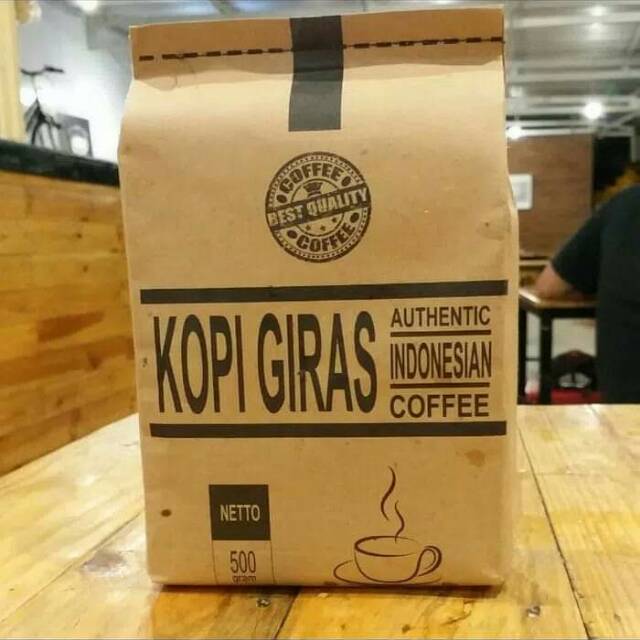 COFFEE
BEST QUALITY
COFFEE
KOPI GIRAS
AUTHENTIC
INDONESIAN
COFFEE
NETTO
500
gram